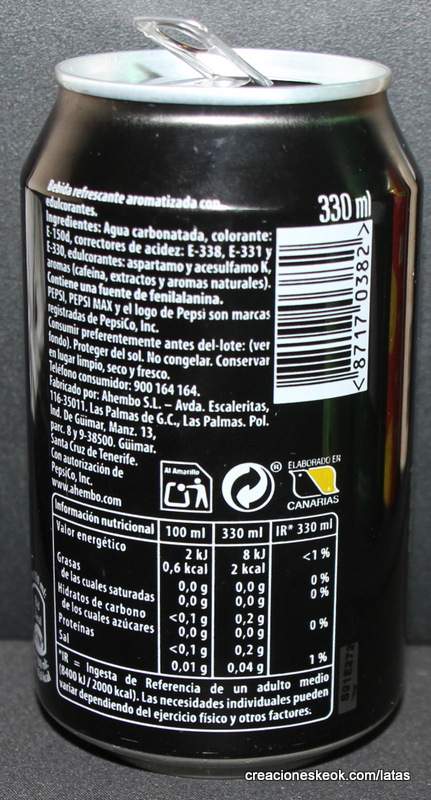 Bebida refrescante aromatizada con
edulcorantes.
330 ml
Ingredientes: Agua carbonatada, colorante:
E-150d, correctores de acidez: E-338, E-331 y
E-330, edulcorantes: aspartamo y acesulfamo K,
aromas (cafeína, extractos y aromas naturales).
Contiene una fuente de fenilalanina.
PEPSI, PEPSI MAX y el logo de Pepsi son marcas
registradas de PepsiCo, Inc.
Consumir preferentemente antes del-lote: (ver
fondo). Proteger del sol. No congelar. Conservar
en lugar limpio, seco y fresco.
Teléfono consumidor: 900 164 164.
Fabricado por: Ahembo S.L. – Avda. Escaleritas,
116-35011. Las Palmas de G.C., Las Palmas. Pol.
Ind. De Güimar, Manz. 13,
parc. 8 y 9-38500. Güimar.
Santa Cruz de Tenerife.
Con autorización de
PepsiCo, Inc.
www.ahembo.com
<8717 0382>
Al Amarillo
®
ELABORADO EN
CANARIAS
Información nutricional 100 ml 330 ml IR* 330 ml
Valor energético 2 kJ 8 kJ <1 %
0,6 kcal 2 kcal
Grasas 0,0 g 0,0 g 0 %
de las cuales saturadas 0,0 g 0,0 g 0 %
Hidratos de carbono <0,1 g 0,2 g
de los cuales azúcares 0,0 g 0,0 g 0 %
Proteínas <0,1 g 0,2 g
Sal 0,01 g 0,04 g 1 %
*IR = Ingesta de Referencia de un adulto medio
(8400 kJ / 2000 kcal). Las necesidades individuales pueden
variar dependiendo del ejercicio físico y otros factores.
creacioneskeok.com/latas